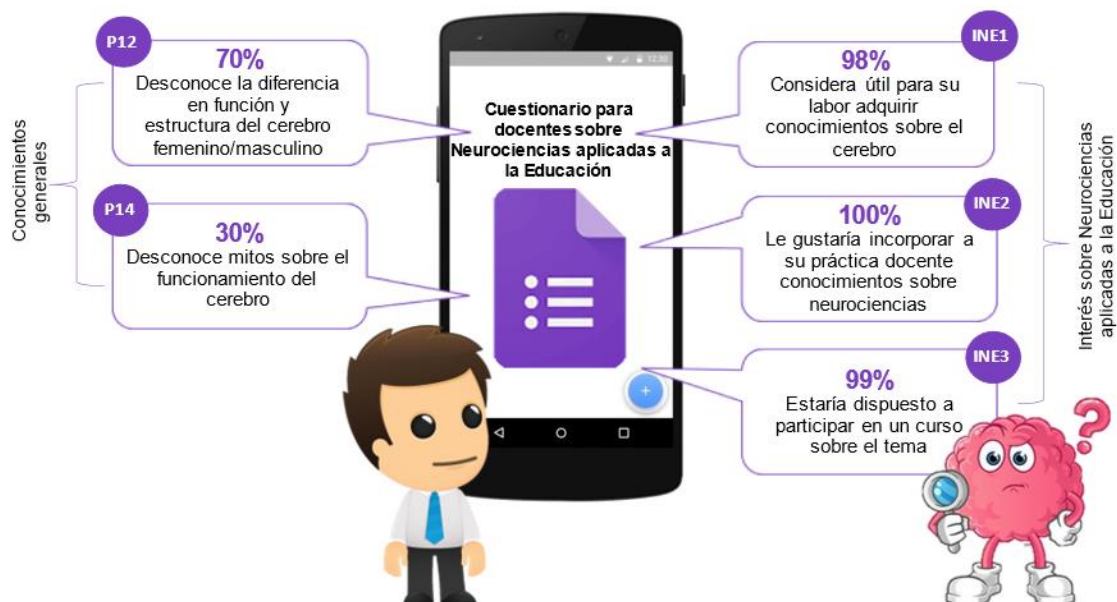 P12
70%
Desconoce la diferencia
en función y
estructura del cerebro
femenino/masculino
P14
30%
Desconoce mitos sobre el
funcionamiento del
cerebro
Conocimientos
generales
12:30
Cuestionario para
docentes sobre
Neurociencias aplicadas a
la Educación
+
INE1
98%
Considera útil para su
labor adquirir
conocimientos sobre el
cerebro
INE2
100%
Le gustaría incorporar a
su práctica docente
conocimientos sobre
neurociencias
INE3
99%
Estaría dispuesto a
participar en un curso
sobre el tema
Interés sobre Neurociencias
aplicadas a la Educación
?